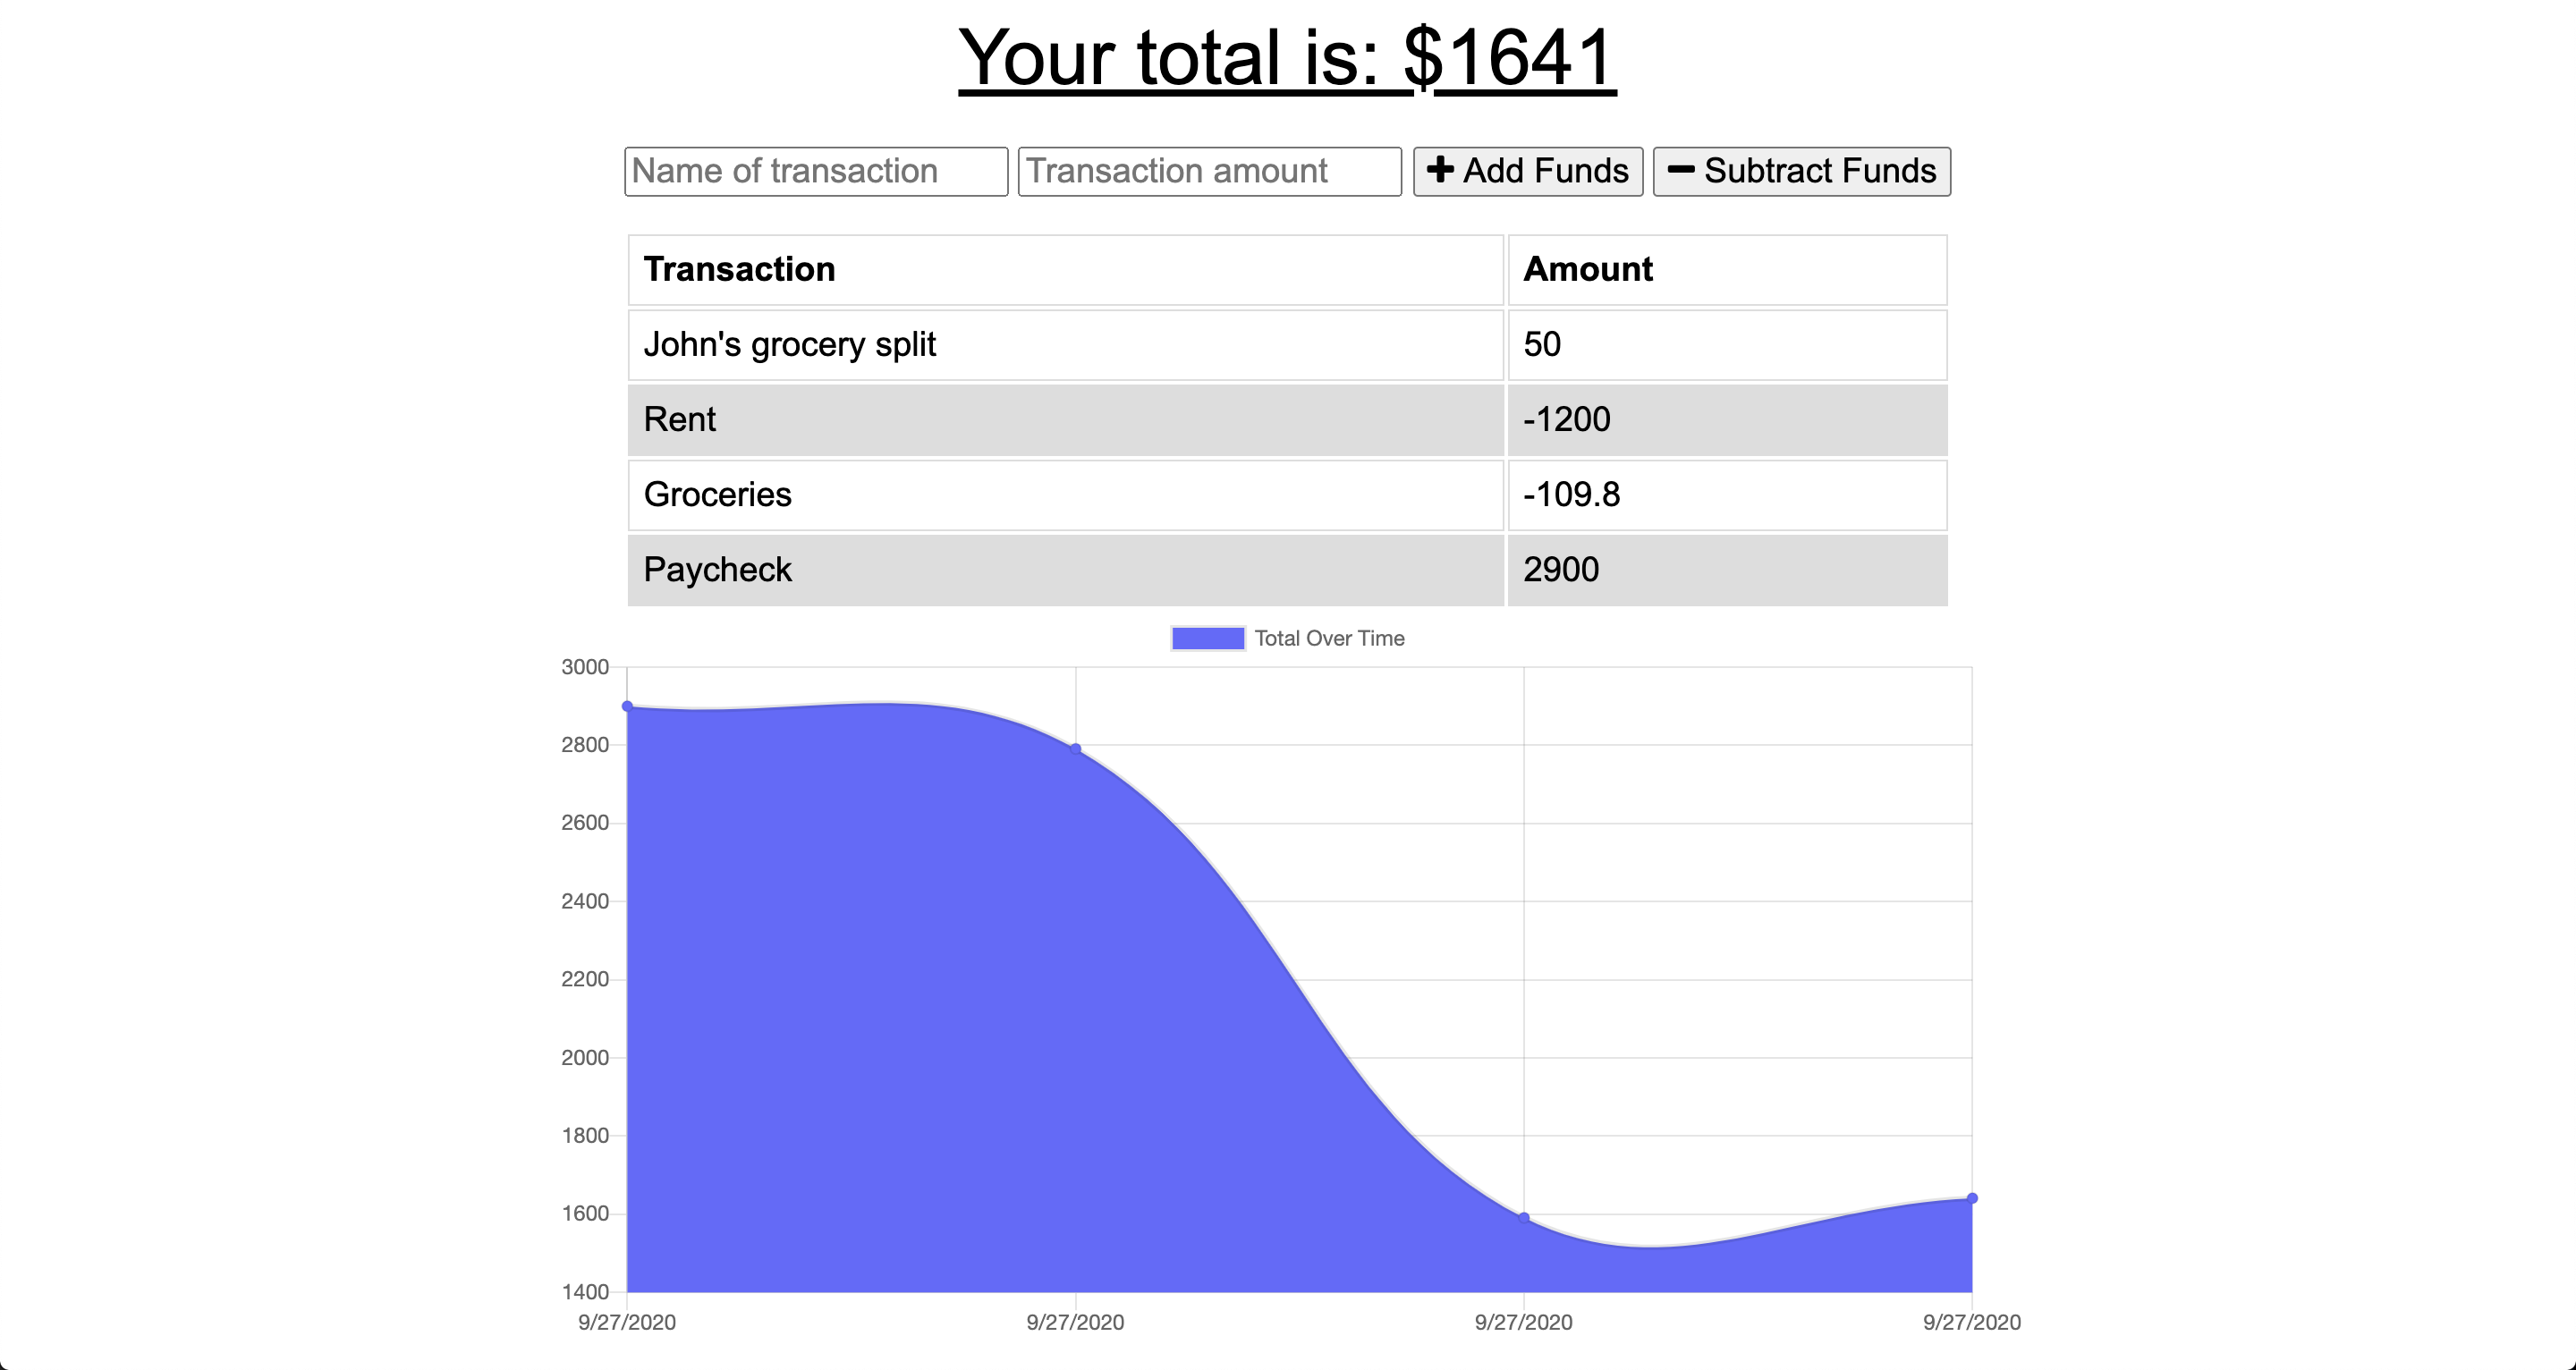 Your total is: $1641
Name of transaction Transaction amount Add Funds Subtract Funds
Transaction Amount
John's grocery split 50
Rent -1200
Groceries -109.8
Paycheck 2900
Total Over Time
3000
2800
2600
2400
2200
2000
1800
1600
1400
9/27/2020 9/27/2020 9/27/2020 9/27/2020